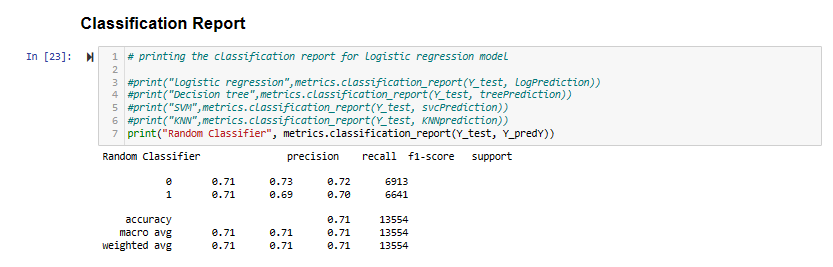 Classification Report
In [23]:
1 # printing the classification report for logistic regression model
2
3 #print("Logistic regression",metrics.classification_report(Y_test, logPrediction))
4 #print("Decision tree",metrics.classification_report(Y_test, treePrediction))
5 #print("SVM",metrics.classification_report(Y_test, svcPrediction))
6 #print("KNN",metrics.classification_report(Y_test, KNNprediction))
7 print("Random Classifier", metrics.classification_report(Y_test, Y_predY))
Random Classifier precision recall f1-score support
0 0.71 0.73 0.72 6913
1 0.71 0.69 0.70 6641
accuracy 0.71 13554
macro avg 0.71 0.71 0.71 13554
weighted avg 0.71 0.71 0.71 13554